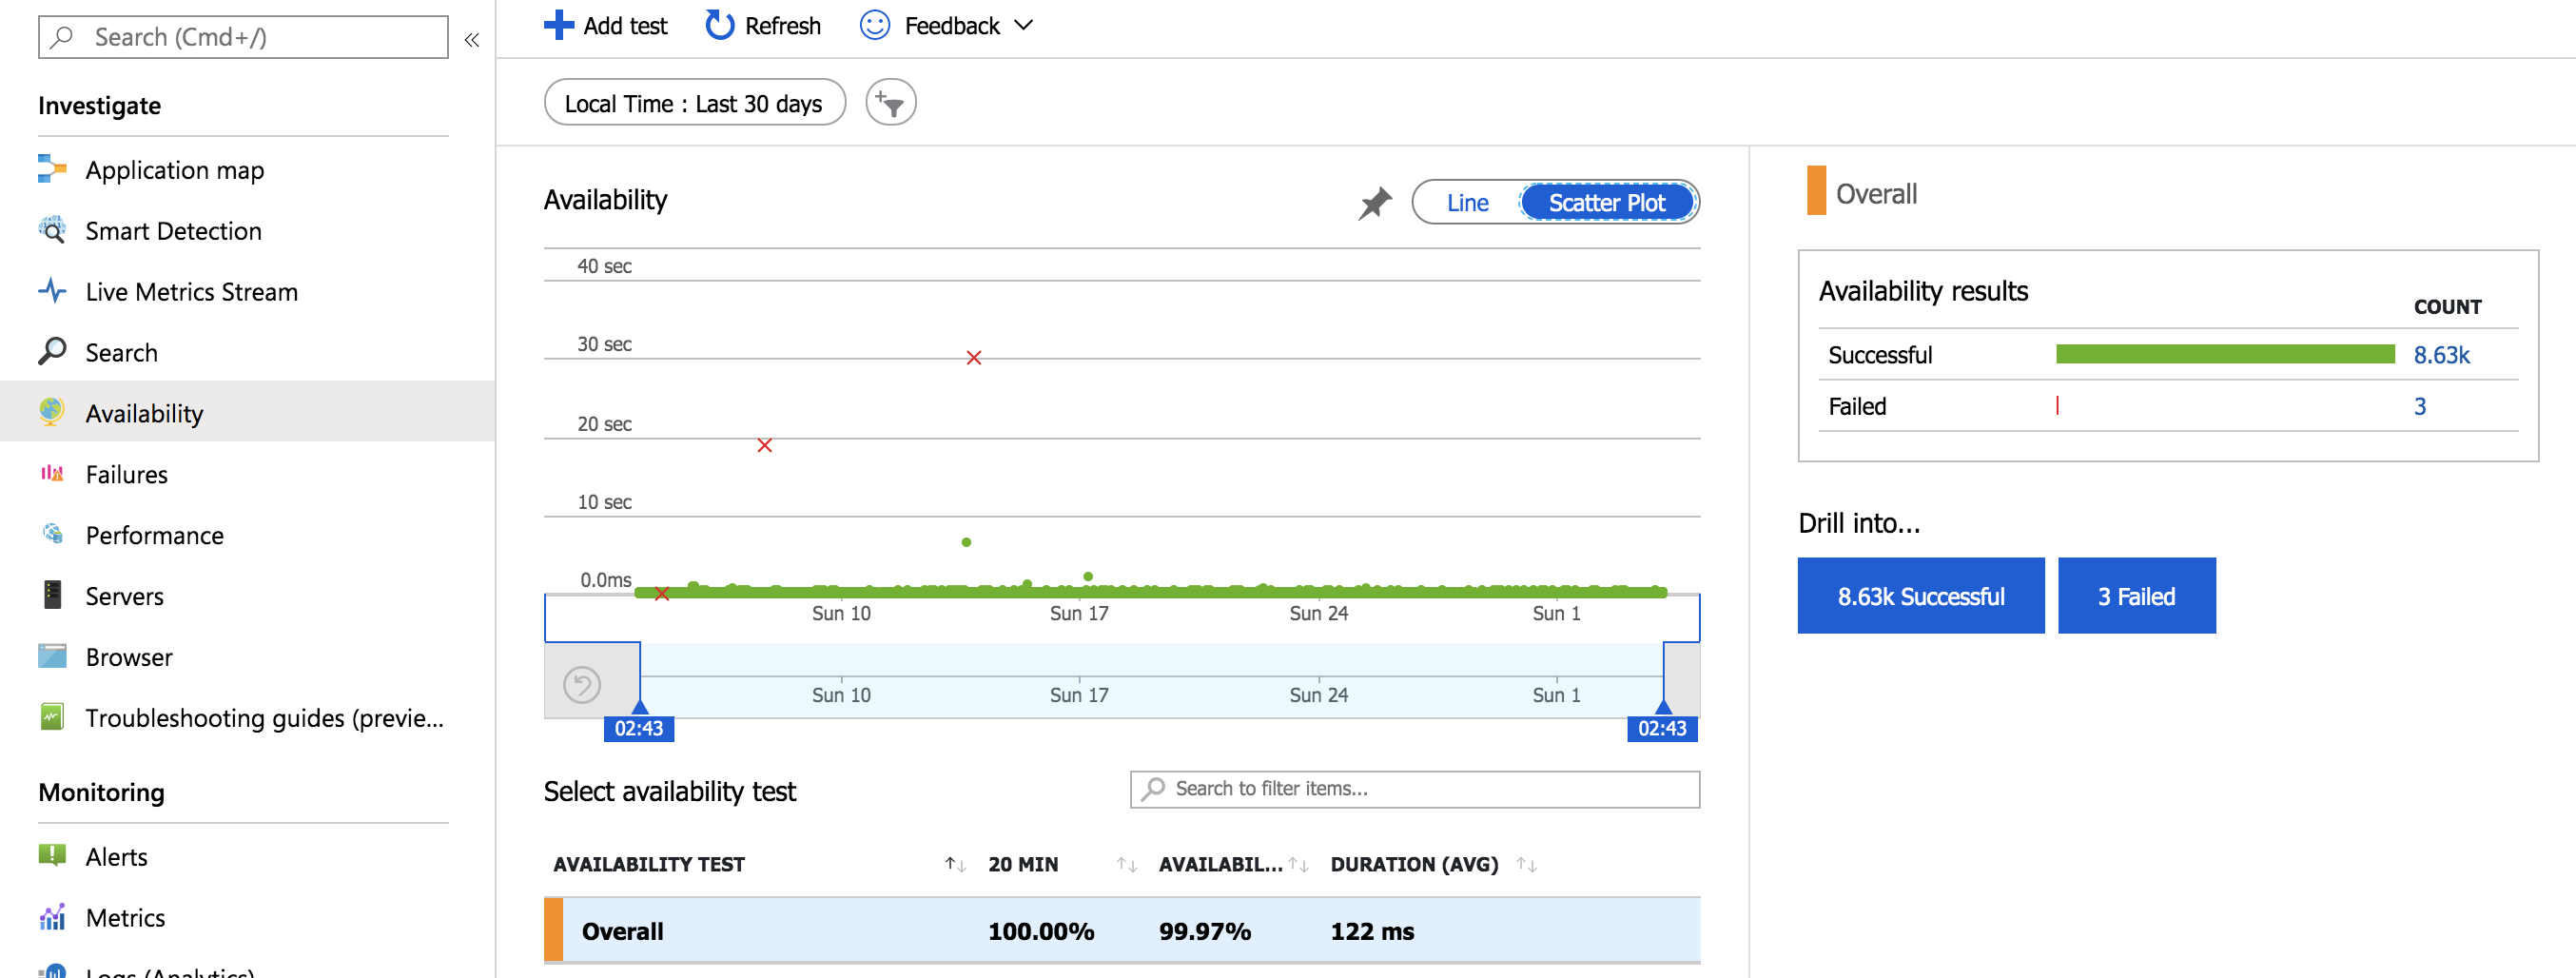 Search (Cmd+/)
«
Add test
Refresh
Feedback
Local Time : Last 30 days
Investigate
Application map
Smart Detection
Live Metrics Stream
Search
Availability
Failures
Performance
Servers
Browser
Troubleshooting guides (previe...
Monitoring
Alerts
Metrics
Logs (Analytics)
Availability
Line
Scatter Plot
40 sec
30 sec
20 sec
10 sec
0.0ms
Sun 10 Sun 17 Sun 24 Sun 1
Sun 10 Sun 17 Sun 24 Sun 1
02:43 02:43
Select availability test
Search to filter items...
AVAILABILITY TEST 20 MIN AVAILABIL... DURATION (AVG)
Overall 100.00% 99.97% 122 ms
Overall
Availability results
COUNT
Successful 8.63k
Failed 3
Drill into...
8.63k Successful
3 Failed